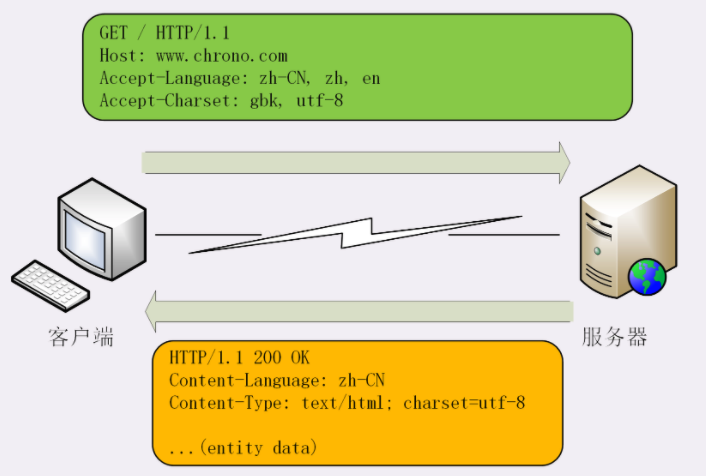 GET / HTTP/1.1
Host: www.chrono.com
Accept-Language: zh-CN, zh, en
Accept-Charset: gbk, utf-8
客户端
服务器
HTTP/1.1 200 OK
Content-Language: zh-CN
Content-Type: text/html; charset=utf-8
...(entity data)